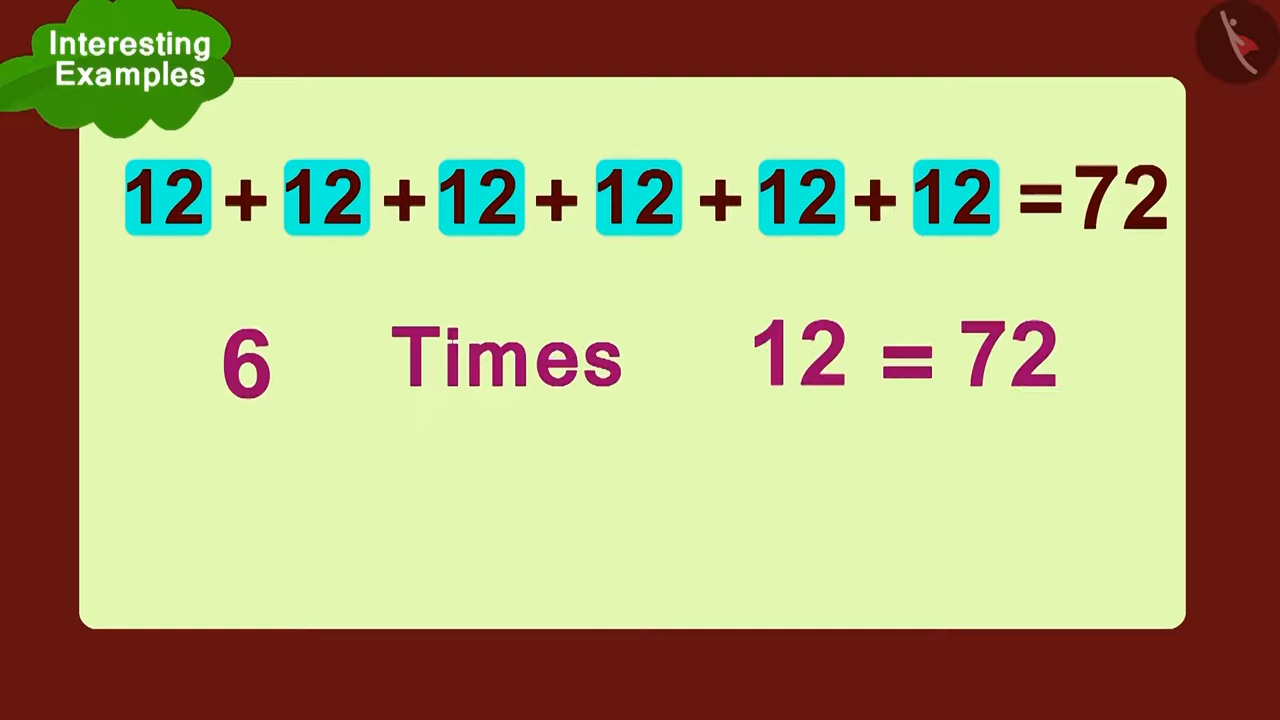 Interesting
Examples
12 + 12 + 12 + 12 + 12 + 12 = 72
6 Times 12 = 72